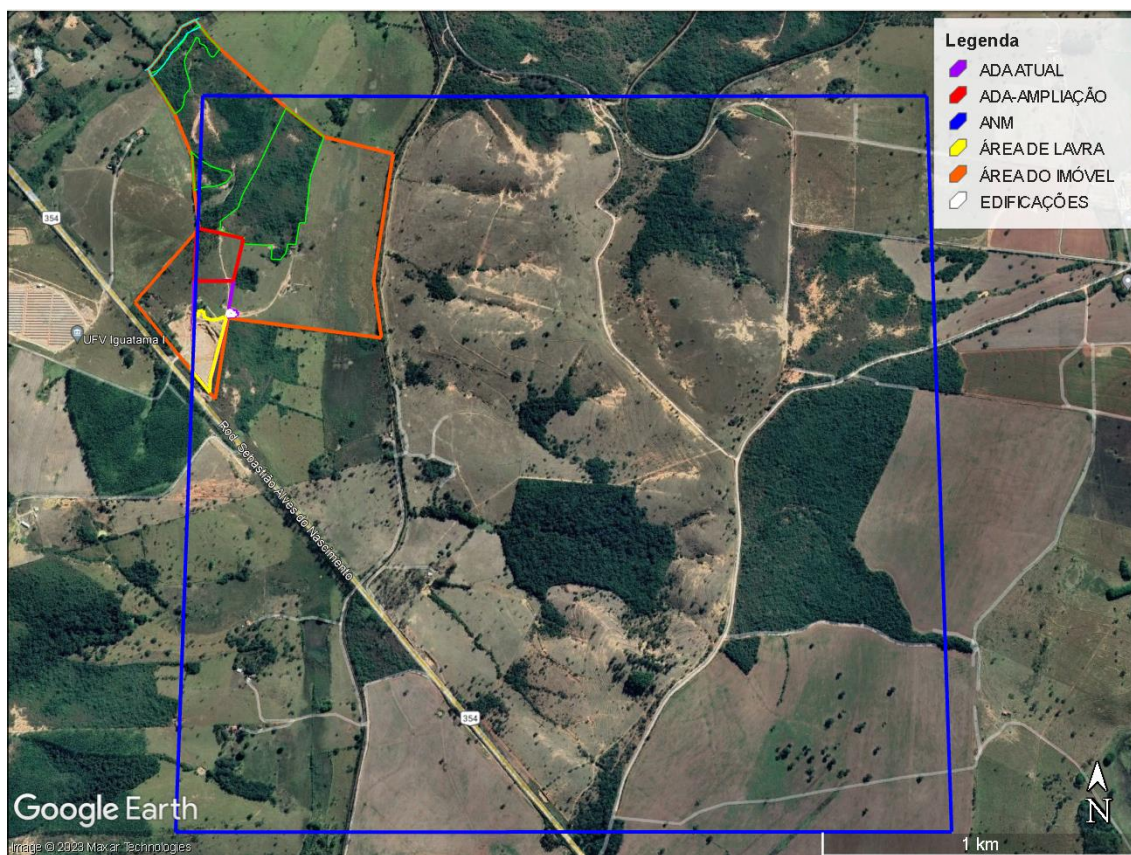 Legenda
ADA ATUAL
ADA-AMPLIAÇÃO
ANM
ÁREA DE LAVRA
ÁREA DO IMÓVEL
EDIFICAÇÕES
354
UFV Iguatama I
Rod. Sebastião Alves do Nascimento
354
Google Earth
N
Image © 2023 Maxar Technologies
1 km